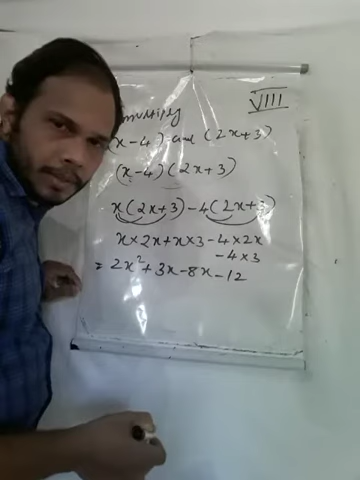 VIII
multiply
(x-4) and (2x+3)
(x-4)(2x+3)
x(2x+3)-4(2x+3)
x×2x+x×3-4×2x
-4×3
= 2x²+3x-8x-12